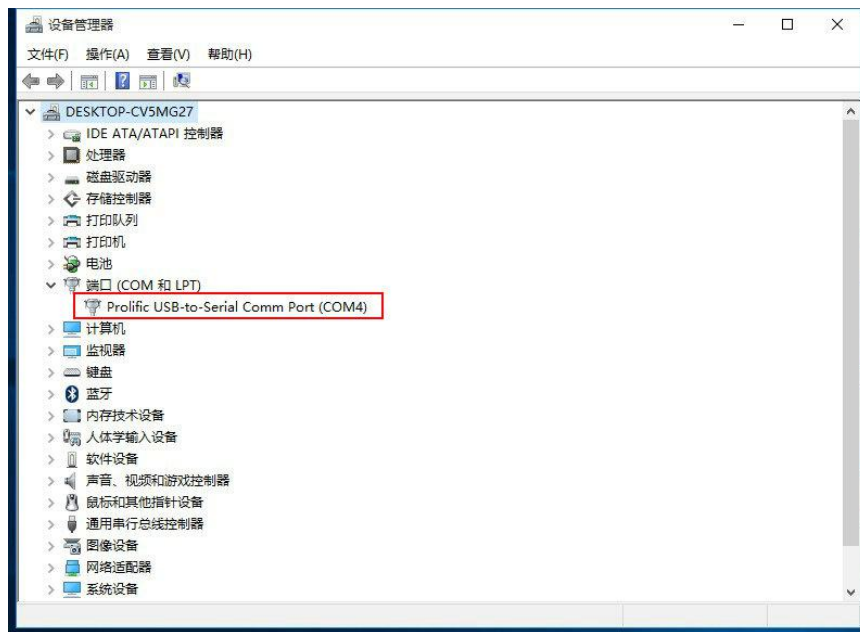 设备管理器
文件(F) 操作(A) 查看(V) 帮助(H)
DESKTOP-CV5MG27
IDE ATA/ATAPI 控制器
处理器
磁盘驱动器
存储控制器
打印队列
打印机
电池
端口 (COM 和 LPT)
Prolific USB-to-Serial Comm Port (COM4)
计算机
监视器
键盘
蓝牙
内存技术设备
人体学输入设备
软件设备
声音、视频和游戏控制器
鼠标和其他指针设备
通用串行总线控制器
图像设备
网络适配器
系统设备